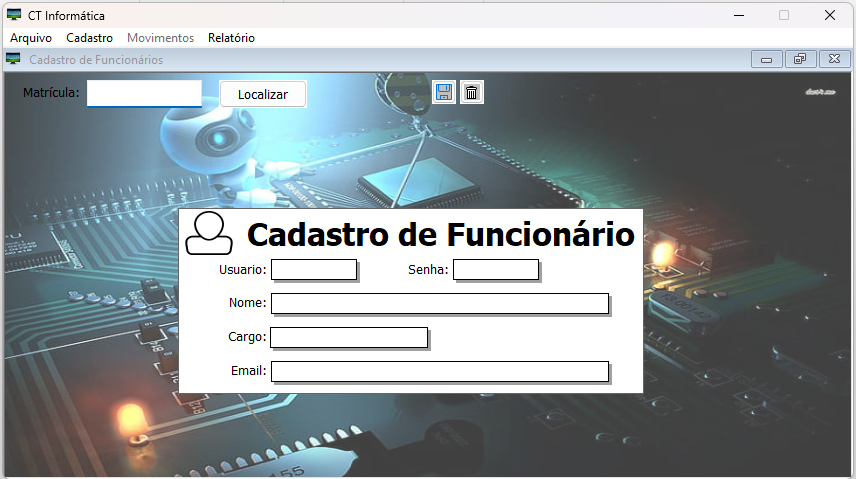 CT Informática
Arquivo Cadastro Movimentos Relatório
Cadastro de Funcionários
Matrícula: Localizar
Cadastro de Funcionário
Usuario: Senha:
Nome:
Cargo:
Email: